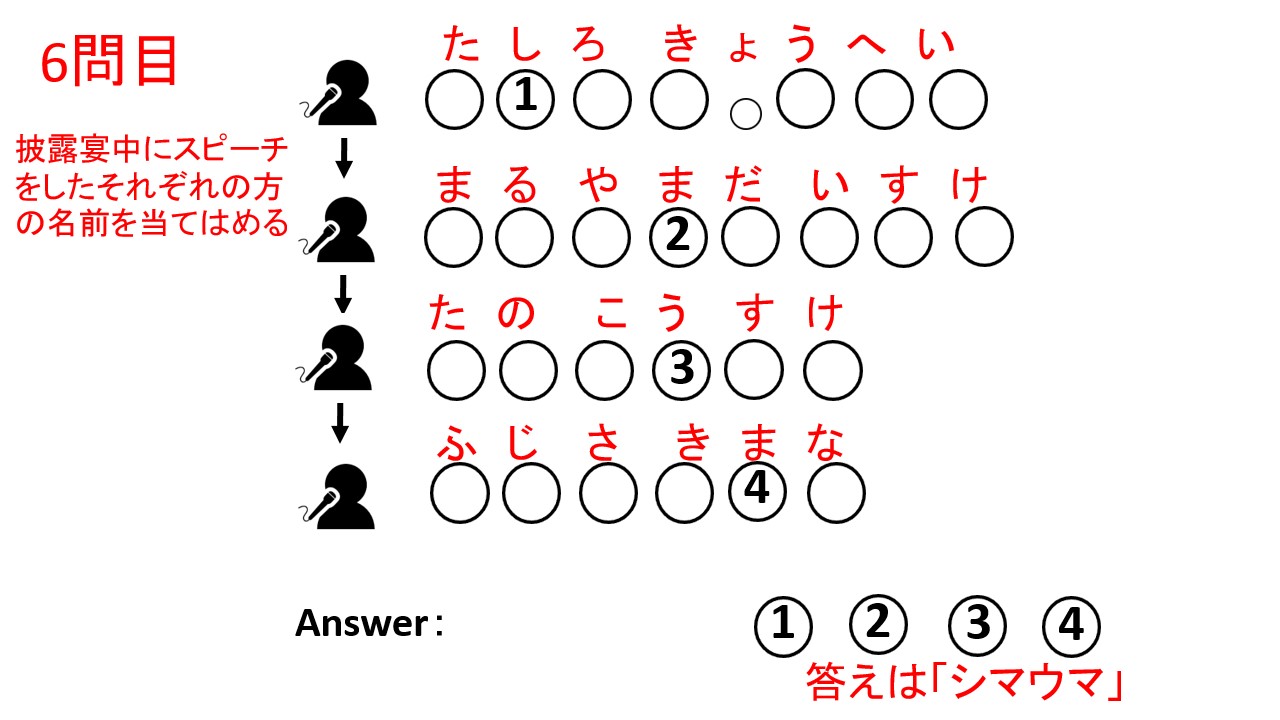 6問目
披露宴中にスピーチ
をしたそれぞれの方
の名前を当てはめる
たしろ きょうへい
1
まるや まだ いすけ
2
たの こうすけ
3
ふじさきまな
4
Answer：
1 2 3 4
答えは「シマウマ」